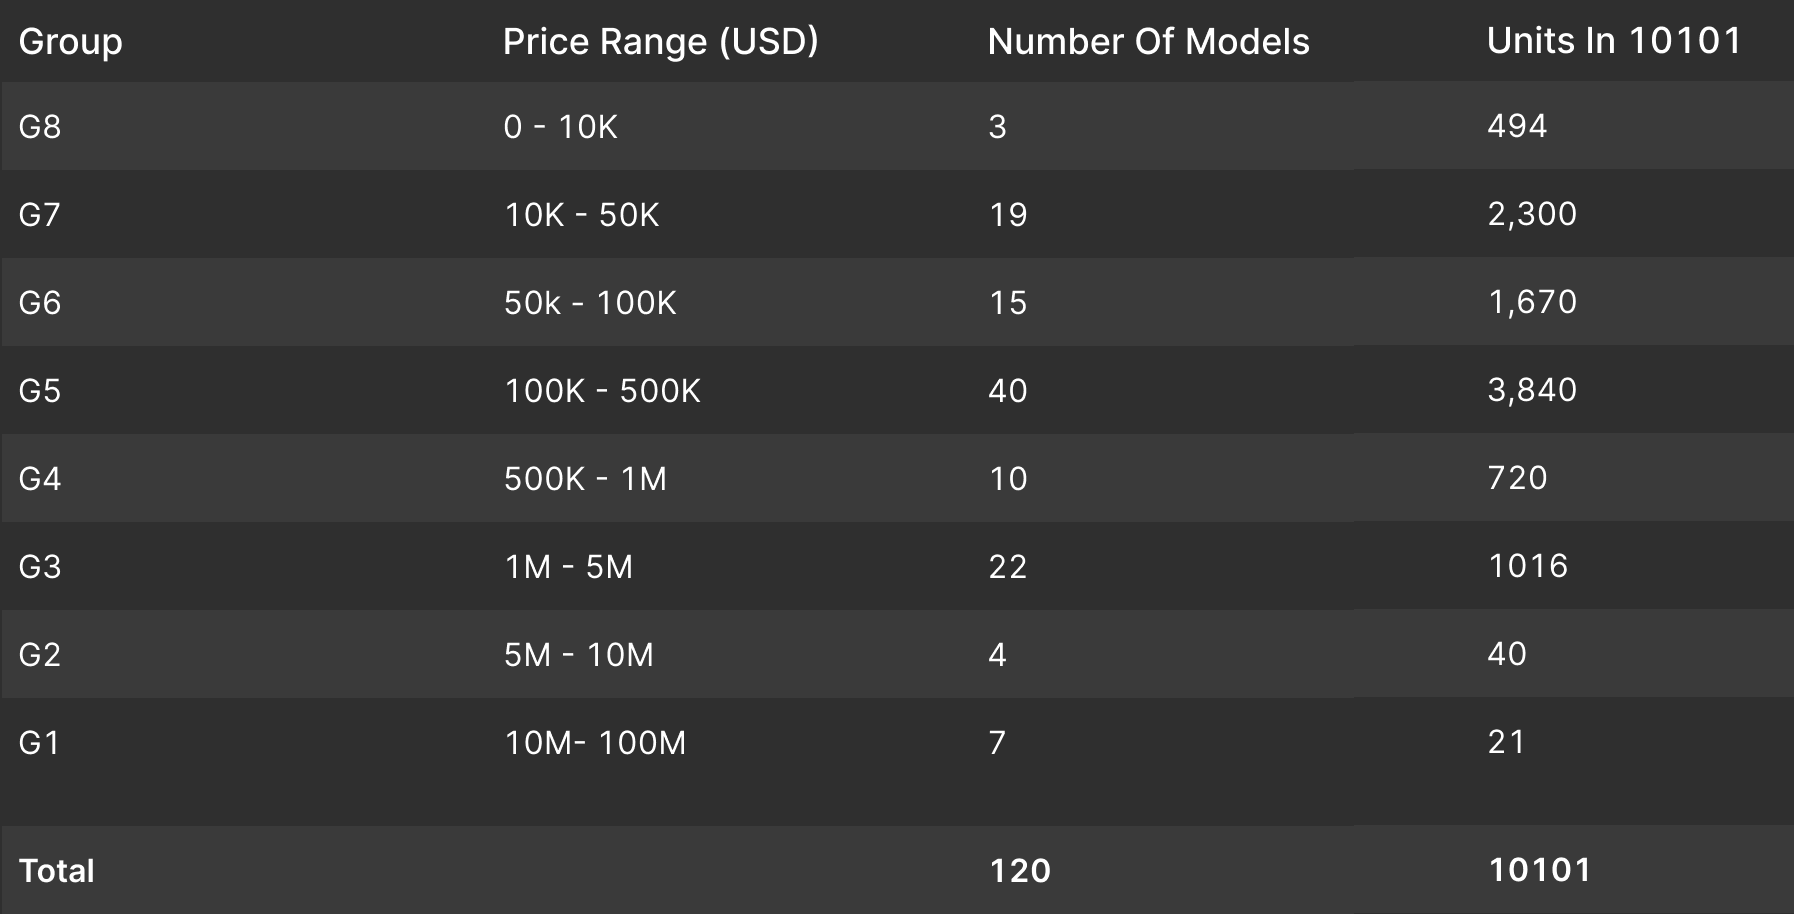 Group Price Range (USD) Number Of Models Units In 10101
G8 0 - 10K 3 494
G7 10K - 50K 19 2,300
G6 50k - 100K 15 1,670
G5 100K - 500K 40 3,840
G4 500K - 1M 10 720
G3 1M - 5M 22 1016
G2 5M - 10M 4 40
G1 10M- 100M 7 21
Total 120 10101